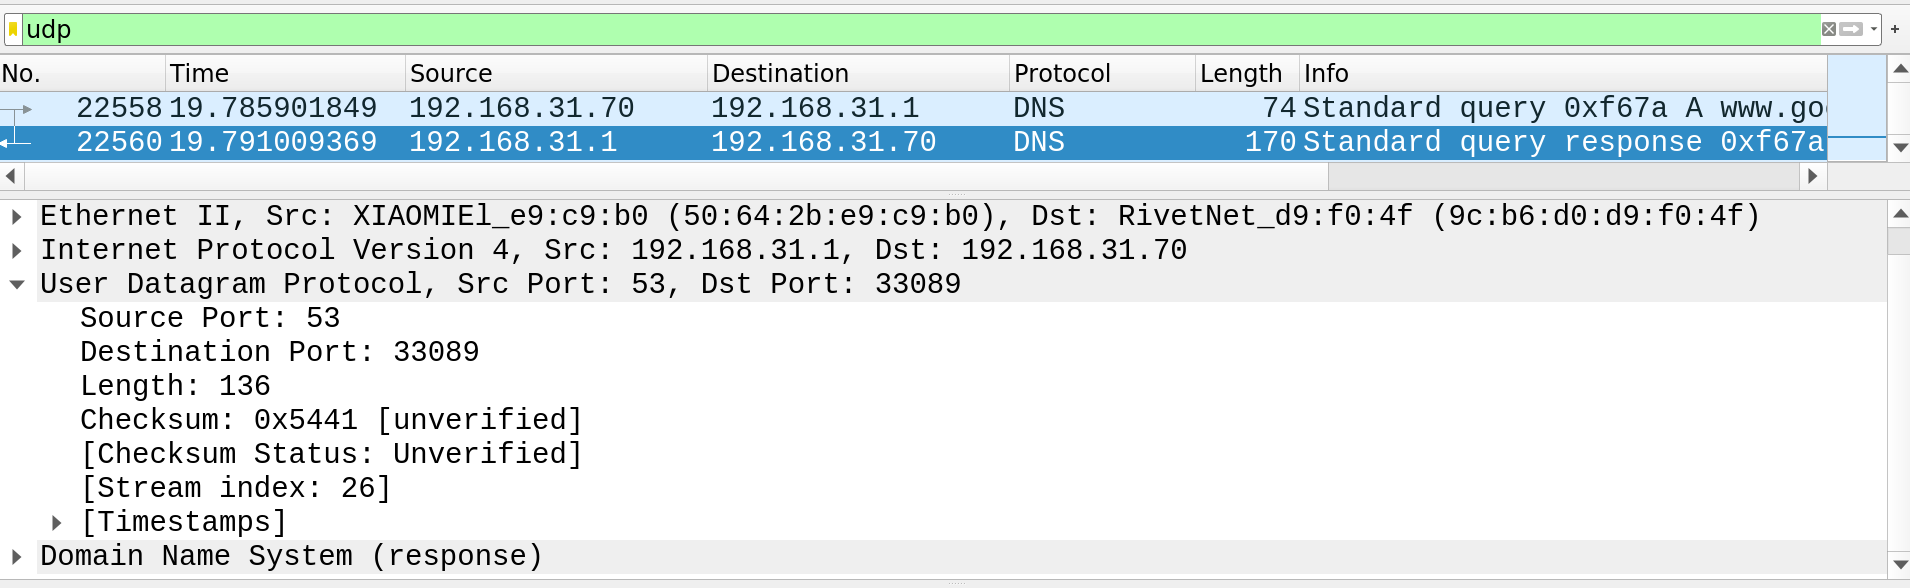 udp
No. Time Source Destination Protocol Length Info
22558 19.785901849 192.168.31.70 192.168.31.1 DNS 74 Standard query 0xf67a A www.goo
22560 19.791009369 192.168.31.1 192.168.31.70 DNS 170 Standard query response 0xf67a
Ethernet II, Src: XIAOMIEl_e9:c9:b0 (50:64:2b:e9:c9:b0), Dst: RivetNet_d9:f0:4f (9c:b6:d0:d9:f0:4f)
Internet Protocol Version 4, Src: 192.168.31.1, Dst: 192.168.31.70
User Datagram Protocol, Src Port: 53, Dst Port: 33089
Source Port: 53
Destination Port: 33089
Length: 136
Checksum: 0x5441 [unverified]
[Checksum Status: Unverified]
[Stream index: 26]
[Timestamps]
Domain Name System (response)